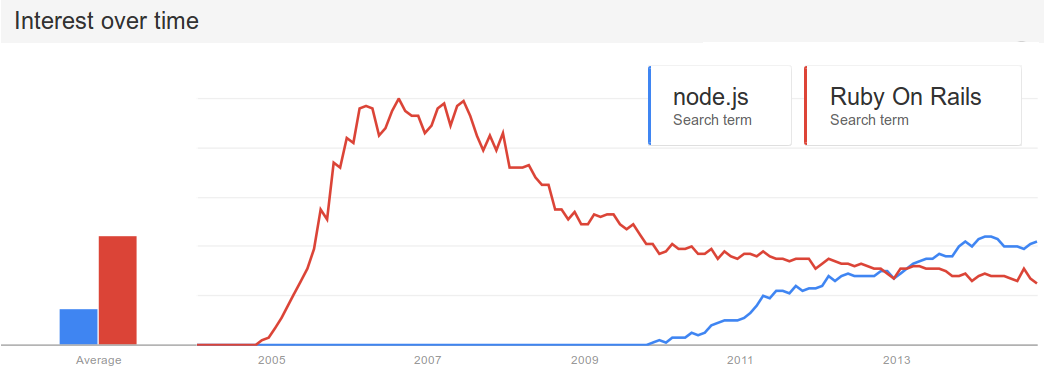 Interest over time
node.js
Search term
Ruby On Rails
Search term
Average
2005
2007
2009
2011
2013